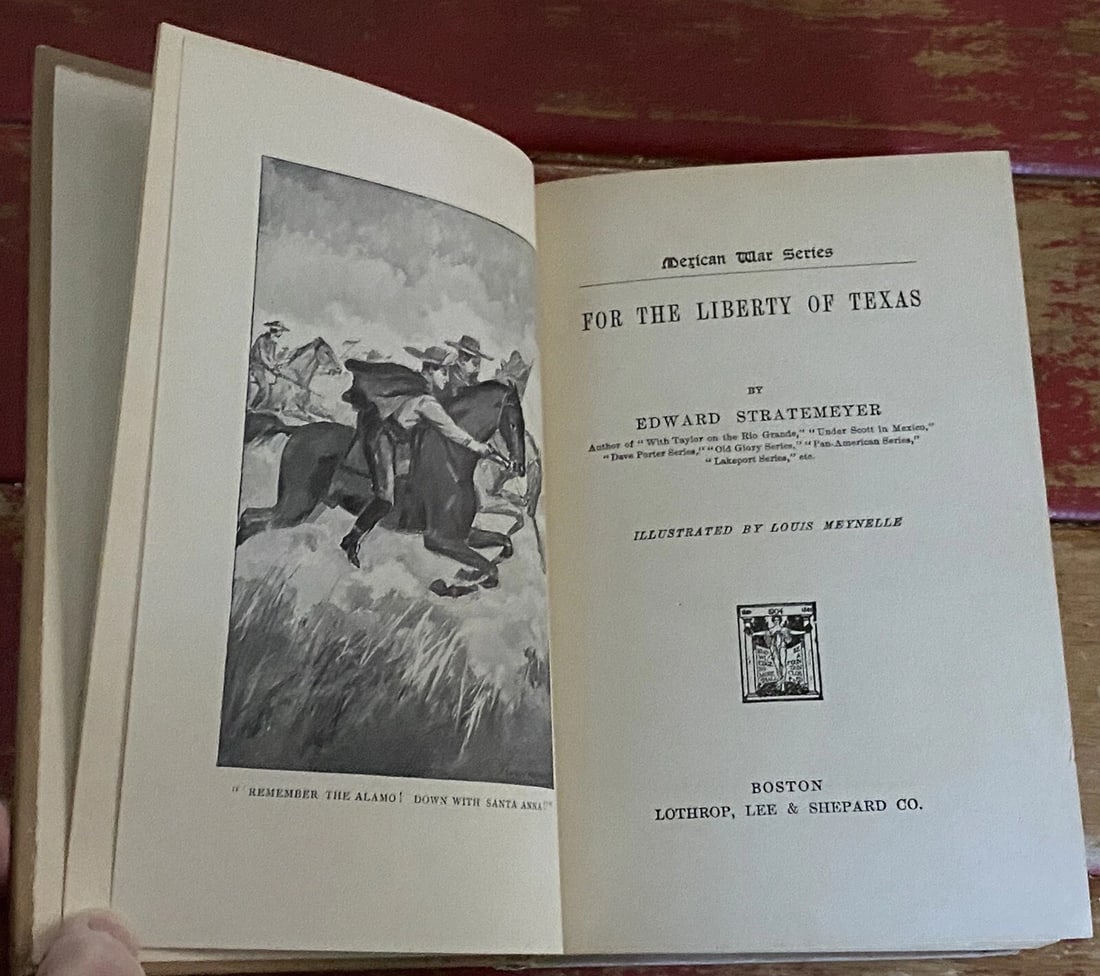 "'REMEMBER THE ALAMO! DOWN WITH SANTA ANNA!'"
Mexican War Series
FOR THE LIBERTY OF TEXAS
BY
EDWARD STRATEMEYER
Author of "With Taylor on the Rio Grande," "Under Scott in Mexico,"
"Dave Porter Series," "Old Glory Series," "Pan-American Series,"
"Lakeport Series," etc.
ILLUSTRATED BY LOUIS MEYNELLE
1904
BOSTON
LOTHROP, LEE & SHEPARD CO.